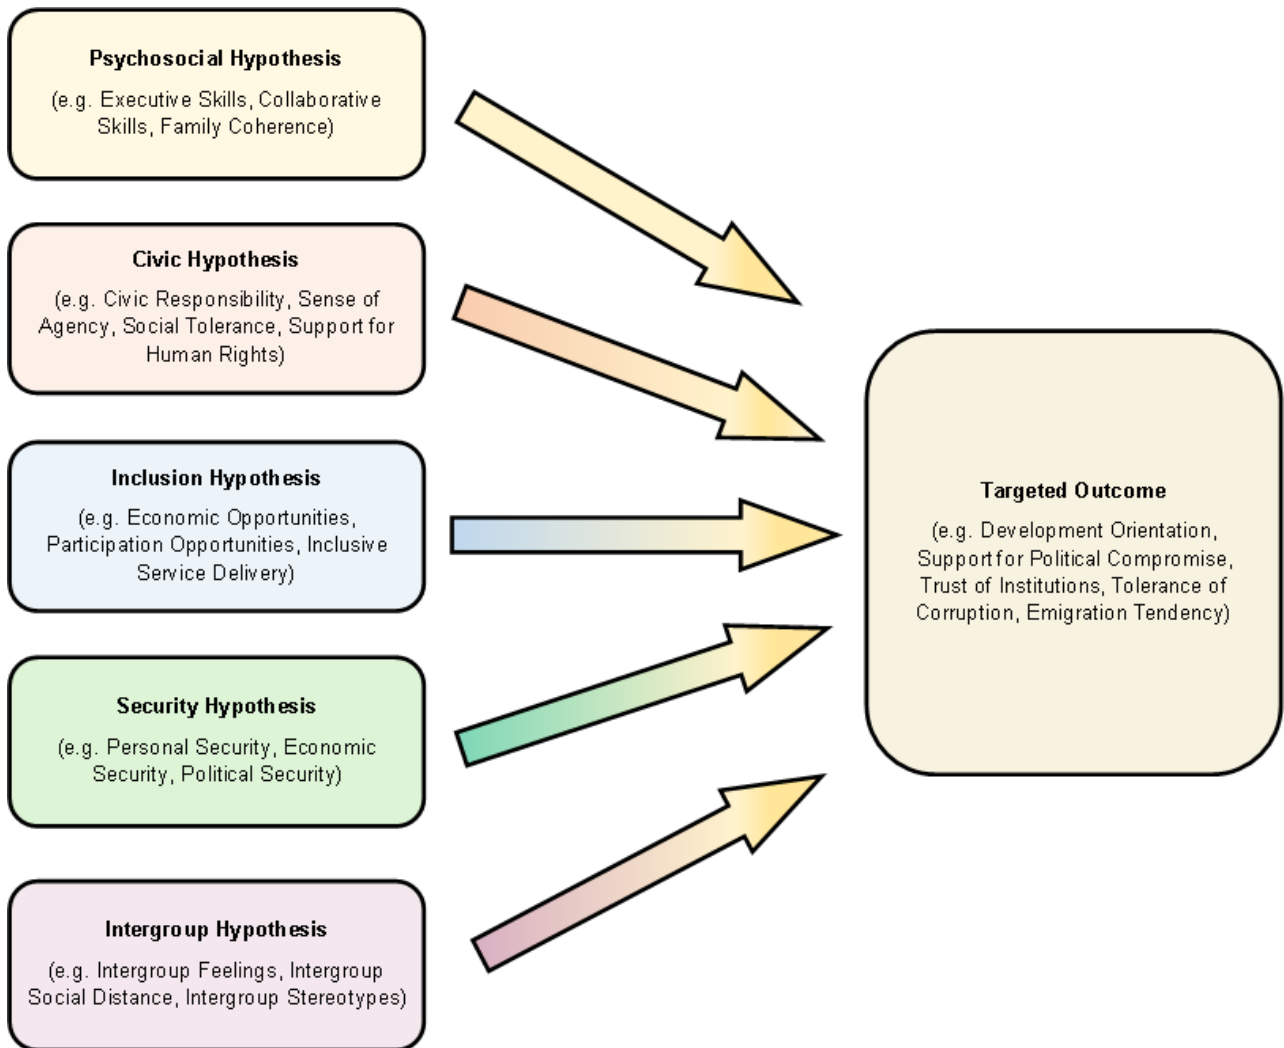 Psychosocial Hypothesis
(e.g. Executive Skills, Collaborative
Skills, Family Coherence)
Civic Hypothesis
(e.g. Civic Responsibility, Sense of
Agency, Social Tolerance, Support for
Human Rights)
Inclusion Hypothesis
(e.g. Economic Opportunities,
Participation Opportunities, Inclusive
Service Delivery)
Security Hypothesis
(e.g. Personal Security, Economic
Security, Political Security)
Intergroup Hypothesis
(e.g. Intergroup Feelings, Intergroup
Social Distance, Intergroup Stereotypes)
Targeted Outcome
(e.g. Development Orientation,
Support for Political Compromise,
Trust of Institutions, Tolerance of
Corruption, Emigration Tendency)